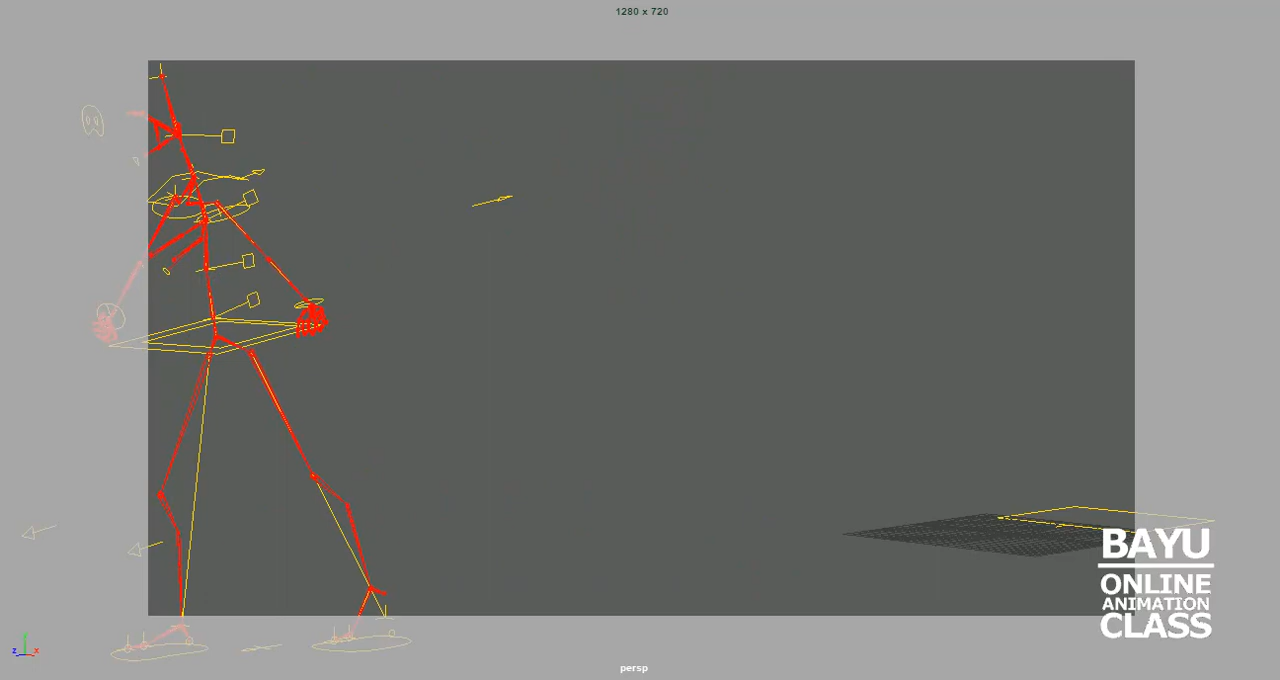 1280 x 720
BAYU
ONLINE
ANIMATION
CLASS
z x
persp